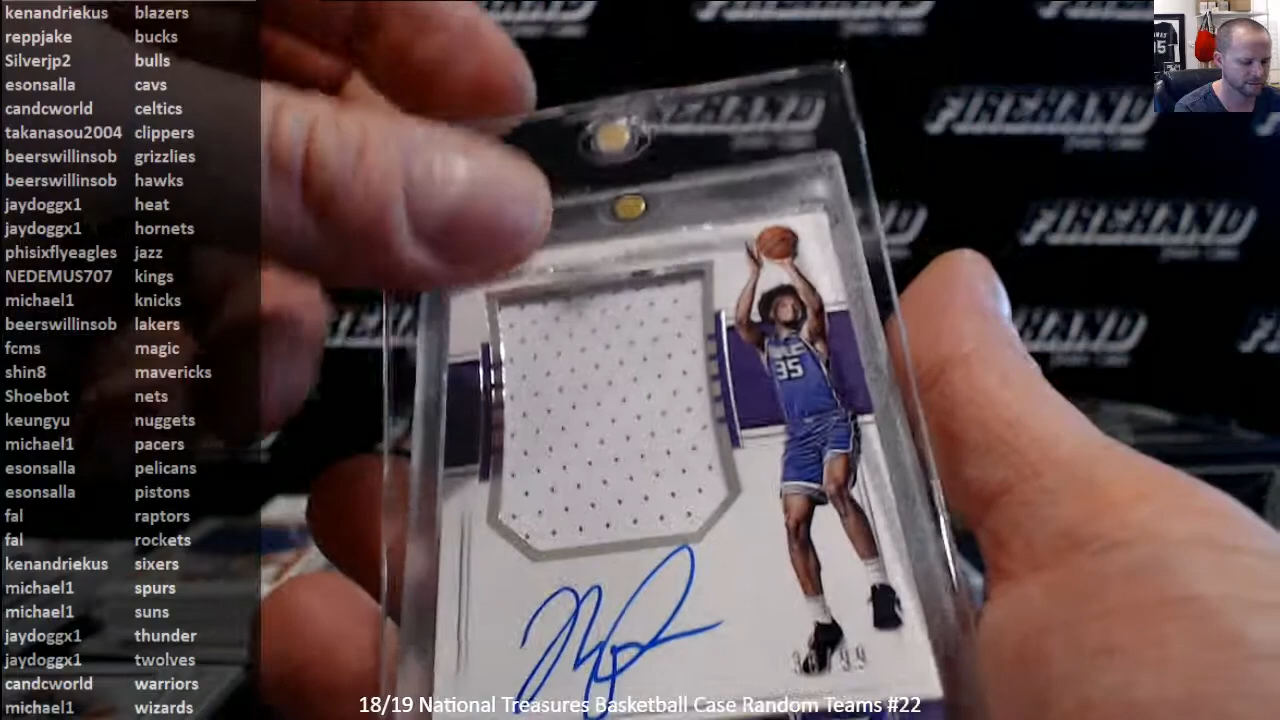 kenandriekus blazers
reppjake bucks
Silverjp2 bulls
esonsalla cavs
candcworld celtics
takanasou2004 clippers
beerswillinsob grizzlies
beerswillinsob hawks
jaydoggx1 heat
jaydoggx1 hornets
phisixflyeagles jazz
NEDEMUS707 kings
michael1 knicks
beerswillinsob lakers
fcms magic
shin8 mavericks
Shoebot nets
keungyu nuggets
michael1 pacers
esonsalla pelicans
esonsalla pistons
fal raptors
fal rockets
kenandriekus sixers
michael1 spurs
michael1 suns
jaydoggx1 thunder
jaydoggx1 twolves
candcworld warriors
michael1 wizards
FIREHAND
FIREHAND
FIREHAND
FIREHAND
35
18/19 National Treasures Basketball Case Random Teams #22